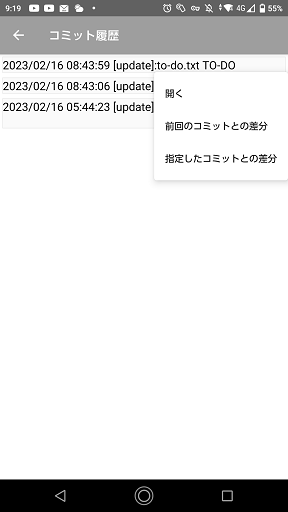 9:19
4G
55%
コミット履歴
2023/02/16 08:43:59 [update]:to-do.txt TO-DO
2023/02/16 08:43:06 [update]
2023/02/16 05:44:23 [update]
開く
前回のコミットとの差分
指定したコミットとの差分